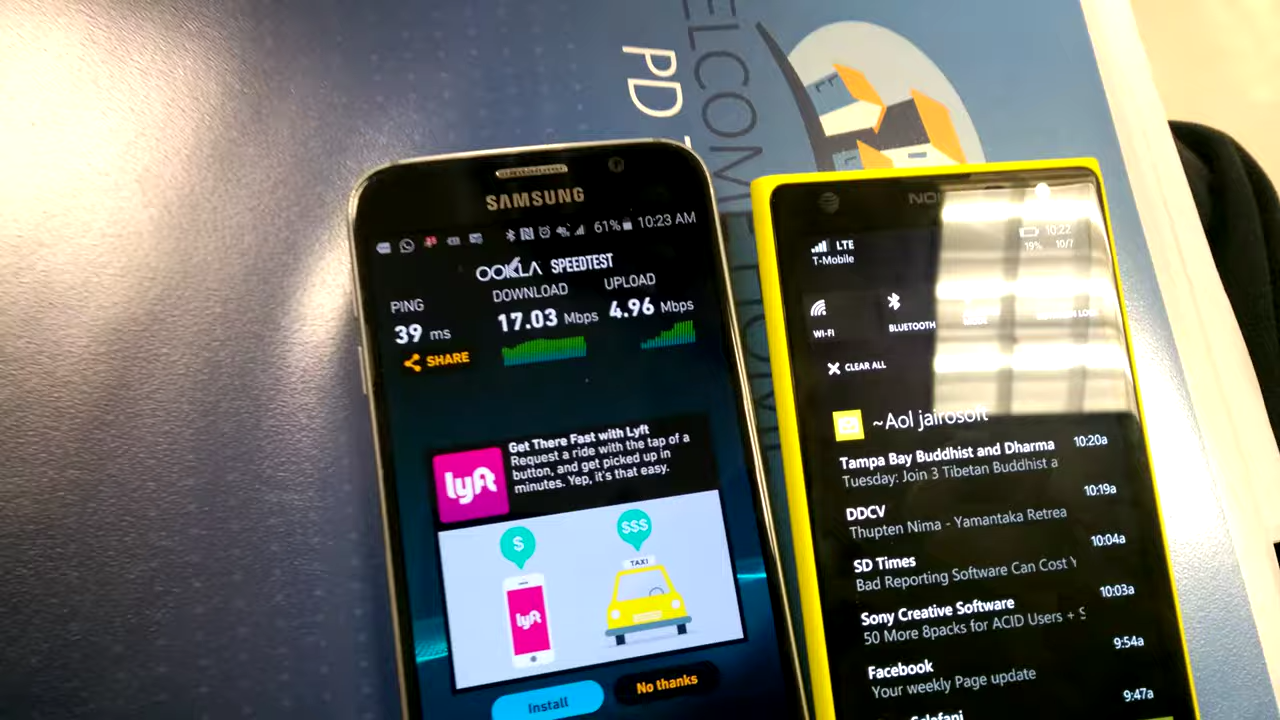 ELCOME
PD
SAMSUNG
61% 10:23 AM
OOKLA SPEEDTEST
PING
39 ms
DOWNLOAD
17.03 Mbps
UPLOAD
4.96 Mbps
SHARE
Get There Fast with Lyft
Request a ride with the tap of a
button, and get picked up in
minutes. Yep, it's that easy.
lyft
$
$$$
TAXI
lyft
Install
No thanks
LTE
T-Mobile
10:22
19% 10/7
WI-FI
BLUETOOTH
CLEAR ALL
~Aol jairosoft
Tampa Bay Buddhist and Dharma 10:20a
Tuesday: Join 3 Tibetan Buddhist a
DDCV 10:19a
Thupten Nima - Yamantaka Retrea
SD Times 10:04a
Bad Reporting Software Can Cost Y
Sony Creative Software 10:03a
50 More 8packs for ACID Users + S
Facebook 9:54a
Your weekly Page update
9:47a